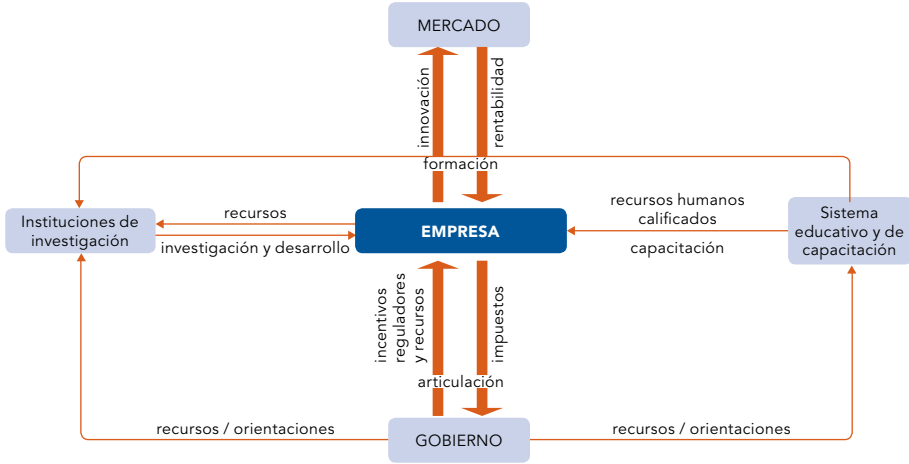 MERCADO
innovación
rentabilidad
formación
Instituciones de
investigación
recursos
investigación y desarrollo
EMPRESA
recursos humanos
calificados
capacitación
Sistema
educativo y de
capacitación
incentivos
reguladores
y recursos
impuestos
articulación
recursos / orientaciones
GOBIERNO
recursos / orientaciones